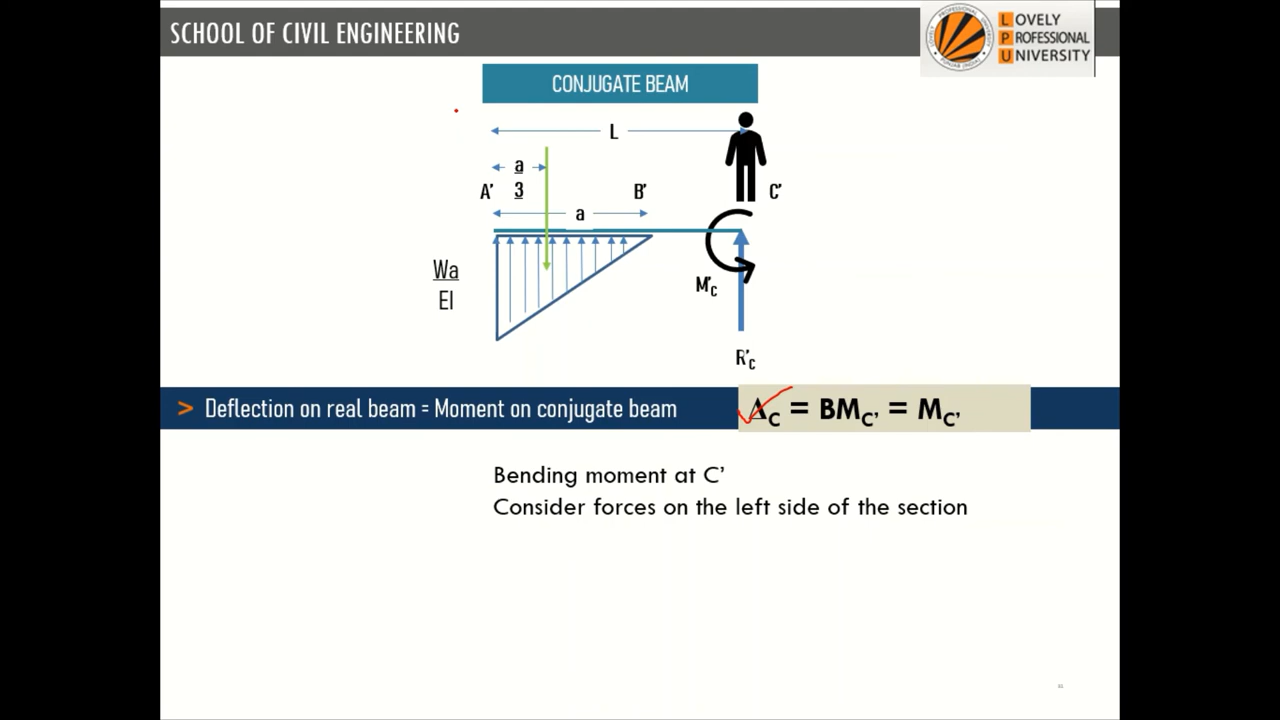 SCHOOL OF CIVIL ENGINEERING
LOVELY
PROFESSIONAL
UNIVERSITY
CONJUGATE BEAM
L
a
3
A'
B'
C'
a
Wa
EI
M'C
R'C
> Deflection on real beam = Moment on conjugate beam
ΔC = BMC' = MC'
Bending moment at C'
Consider forces on the left side of the section